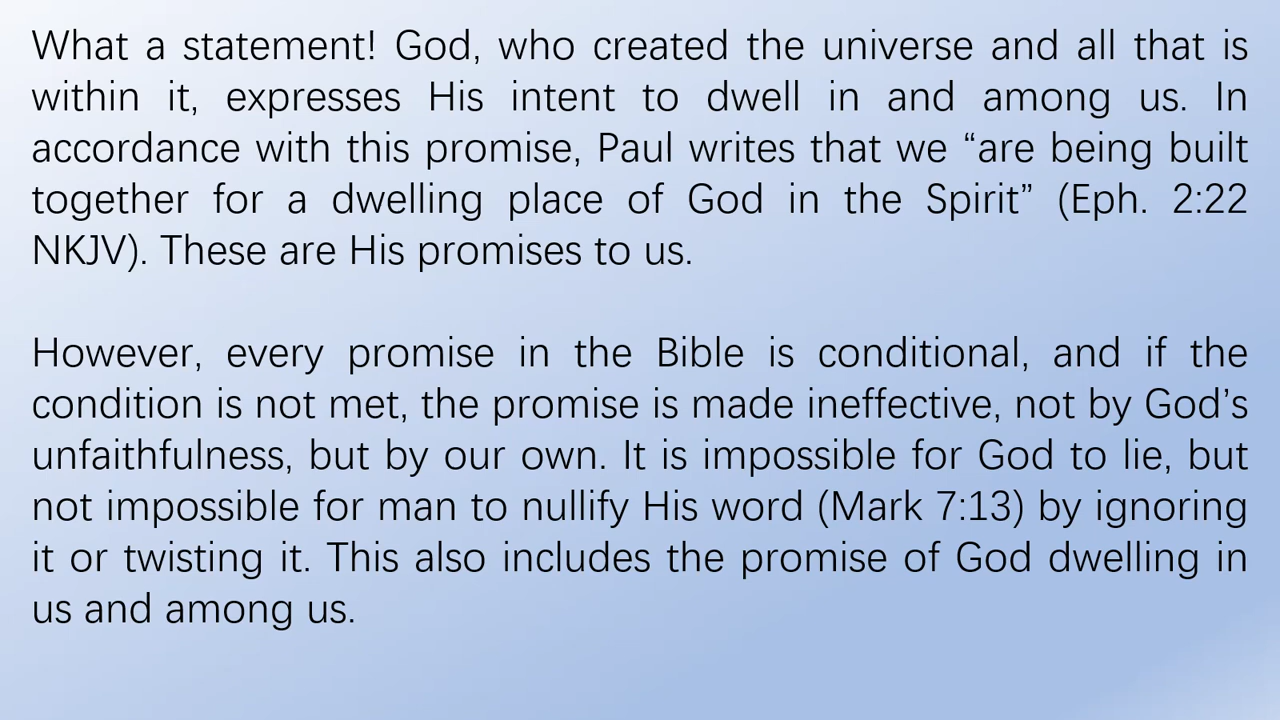 What a statement! God, who created the universe and all that is
within it, expresses His intent to dwell in and among us. In
accordance with this promise, Paul writes that we “are being built
together for a dwelling place of God in the Spirit” (Eph. 2:22
NKJV). These are His promises to us.
However, every promise in the Bible is conditional, and if the
condition is not met, the promise is made ineffective, not by God’s
unfaithfulness, but by our own. It is impossible for God to lie, but
not impossible for man to nullify His word (Mark 7:13) by ignoring
it or twisting it. This also includes the promise of God dwelling in
us and among us.